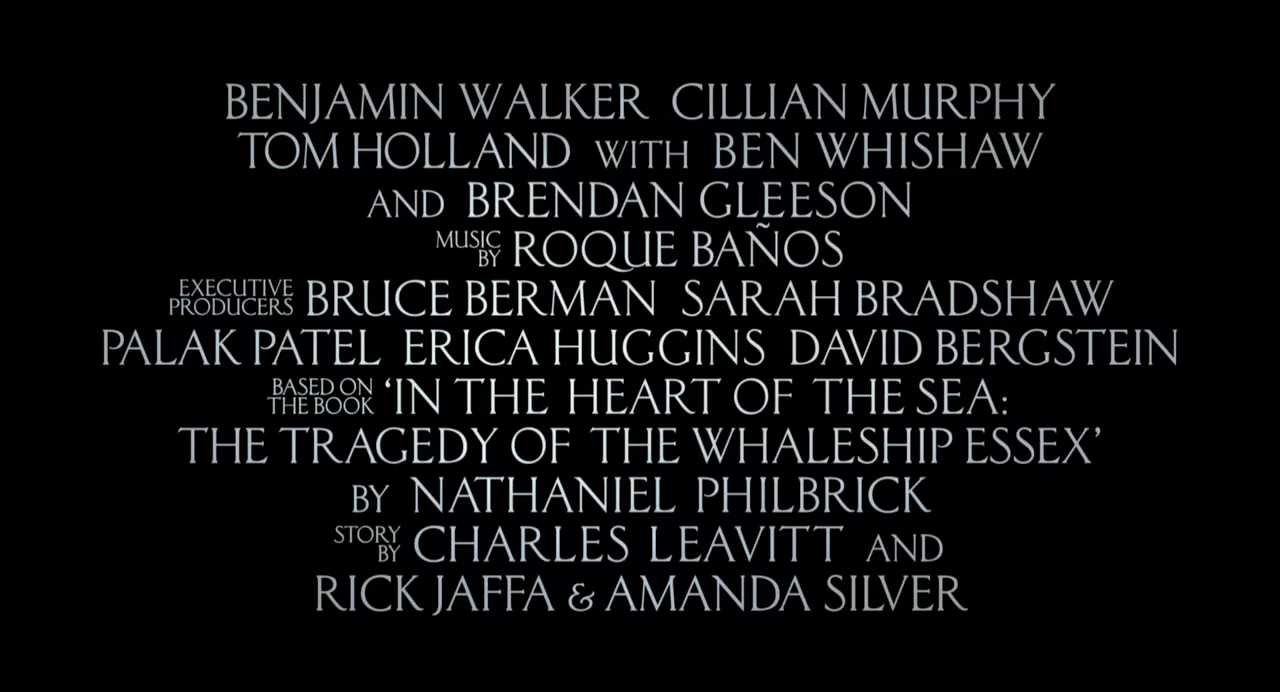 BENJAMIN WALKER CILLIAN MURPHY
TOM HOLLAND WITH BEN WHISHAW
AND BRENDAN GLEESON
MUSIC BY ROQUE BAÑOS
EXECUTIVE PRODUCERS BRUCE BERMAN SARAH BRADSHAW
PALAK PATEL ERICA HUGGINS DAVID BERGSTEIN
BASED ON THE BOOK ‘IN THE HEART OF THE SEA:
THE TRAGEDY OF THE WHALESHIP ESSEX’
BY NATHANIEL PHILBRICK
STORY BY CHARLES LEAVITT AND
RICK JAFFA & AMANDA SILVER